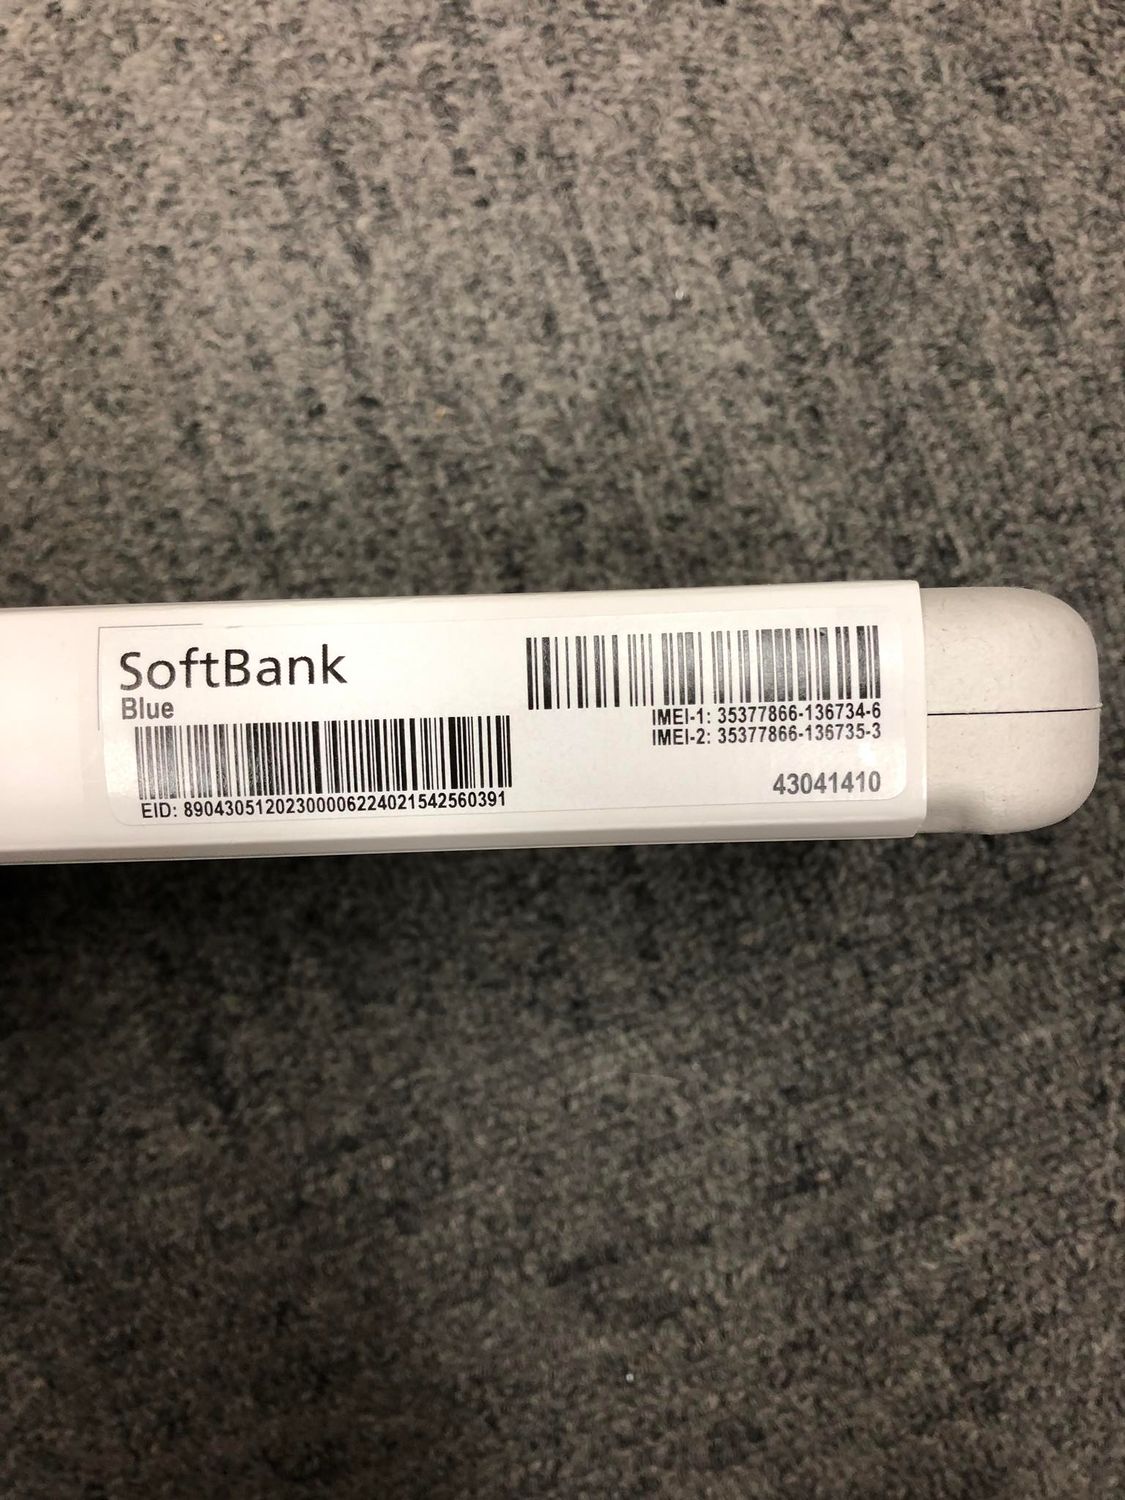 SoftBank
Blue
EID: 89043051202300006224021542560391
IMEI-1: 35377866-136734-6
IMEI-2: 35377866-136735-3
43041410